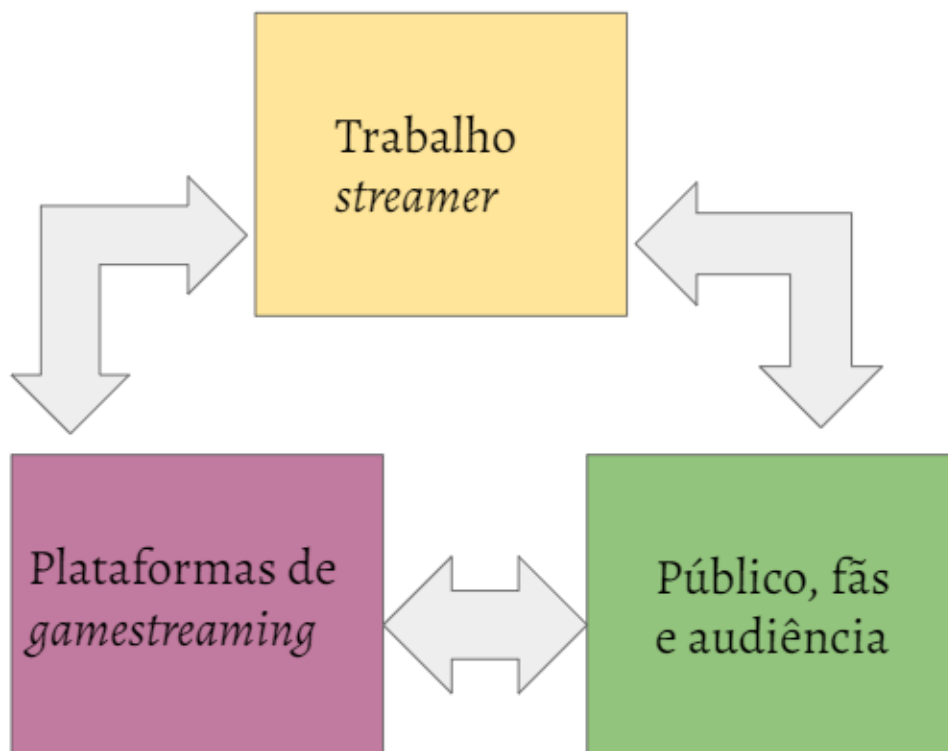 Trabalho
streamer
Plataformas de
gamestreaming
Público, fãs
e audiência